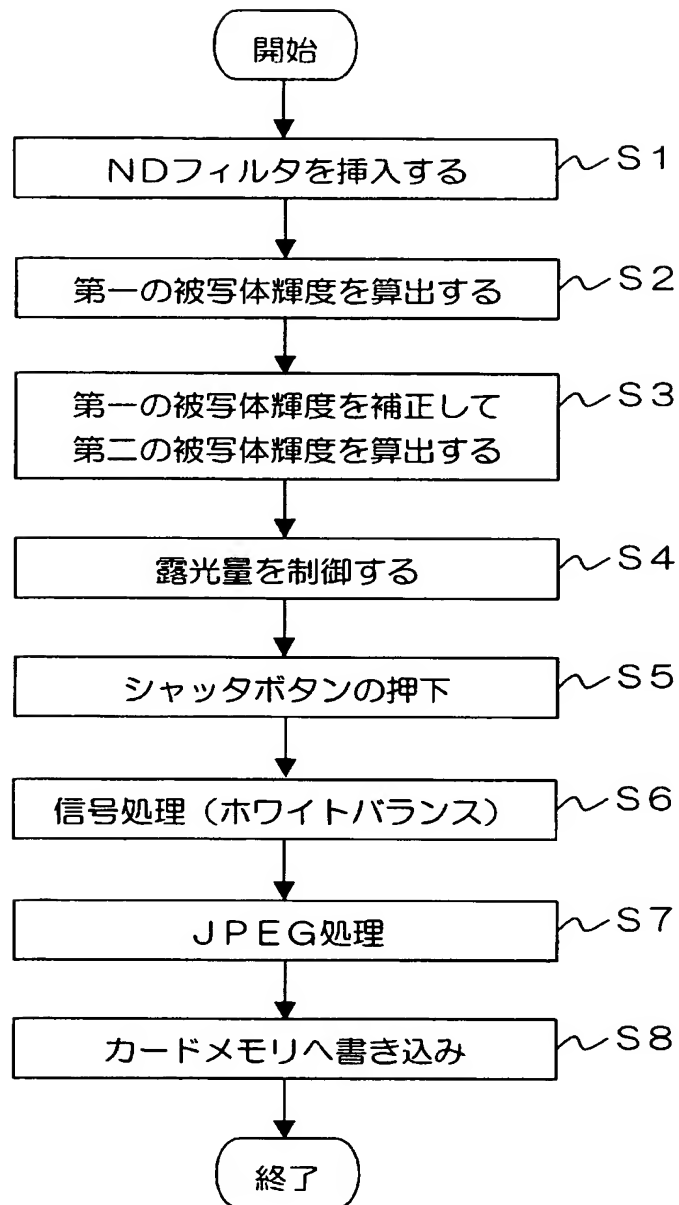 開始
NDフィルタを挿入する
S1
第一の被写体輝度を算出する
S2
第一の被写体輝度を補正して
第二の被写体輝度を算出する
S3
露光量を制御する
S4
シャッタボタンの押下
S5
信号処理（ホワイトバランス）
S6
JPEG処理
S7
カードメモリへ書き込み
S8
終了